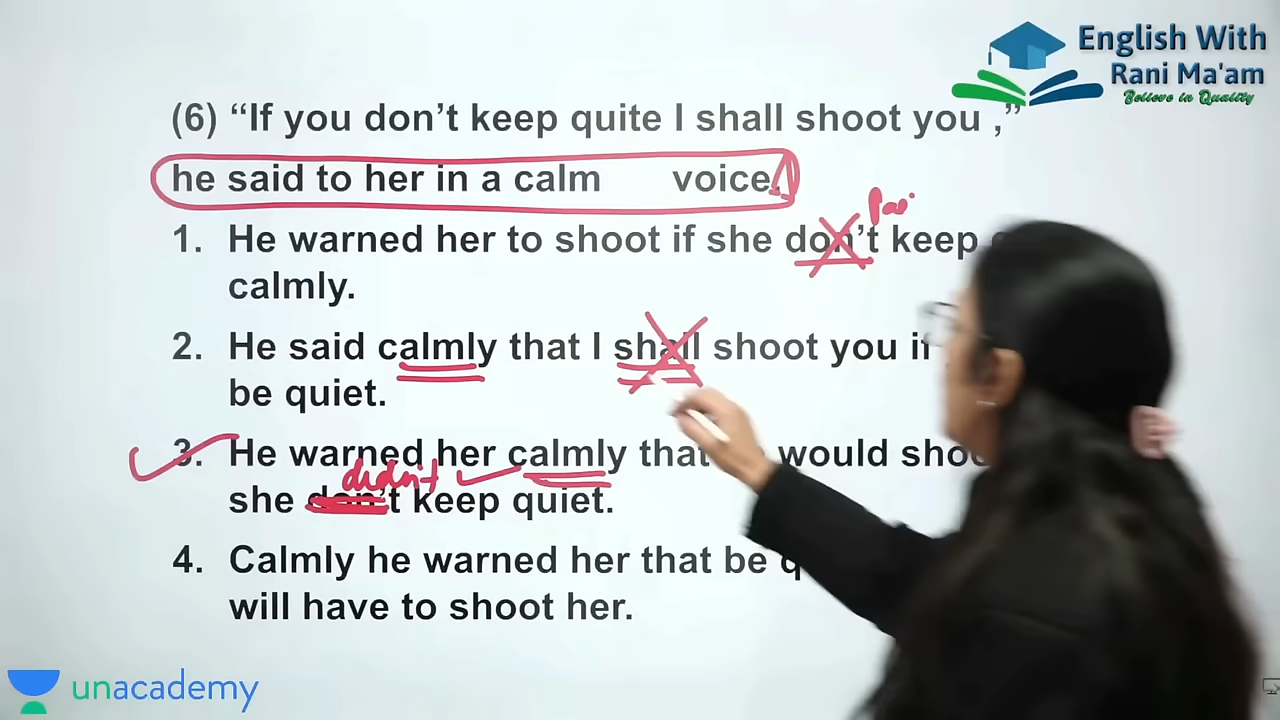 English With
Rani Ma'am
Believe in Quality
(6) “If you don’t keep quite I shall shoot you ,”
he said to her in a calm voice.
Pas.
1. He warned her to shoot if she don’t keep
calmly.
2. He said calmly that I shall shoot you if
be quiet.
3. He warned her calmly that would
didn't
she don’t keep quiet.
4. Calmly he warned her that be
will have to shoot her.
unacademy